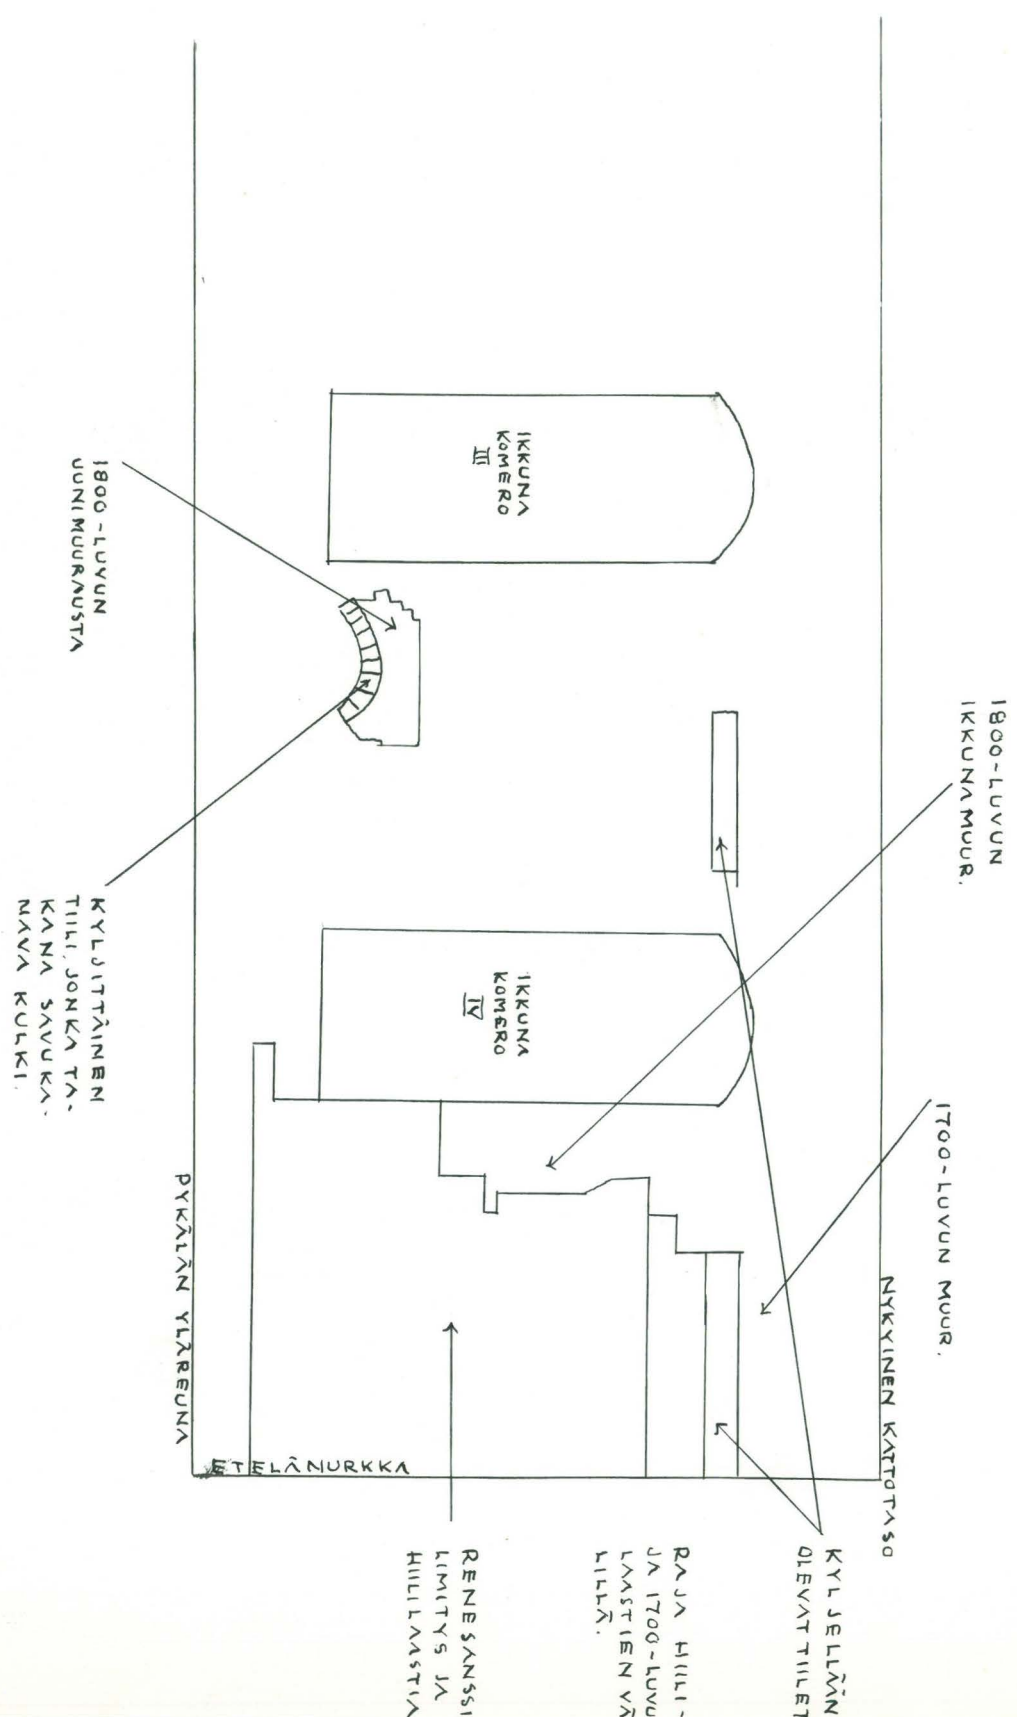 NYKYINEN KATTOTASO
1800-LUVUN
IKKUNAMUUR.
1700-LUVUN MUUR.
KYLJELLÄÄN
OLEVAT TIILET
RAJA HIILI-
JA 1700-LUVU
LAASTIEN VÄ-
LILLÄ.
RENESANSSI
LIMITYS JA
HIILILAASTIA
IKKUNA
KOMERO
III
IKKUNA
KOMERO
IV
ETELÄNURKKA
PYKÄLÄN YLÄREUNA
1800-LUVUN
UUNIMUURAUSTA
KYLJITTÄINEN
TIILI, JONKA TA-
KANA SAVUKA-
NAVA KULKI.